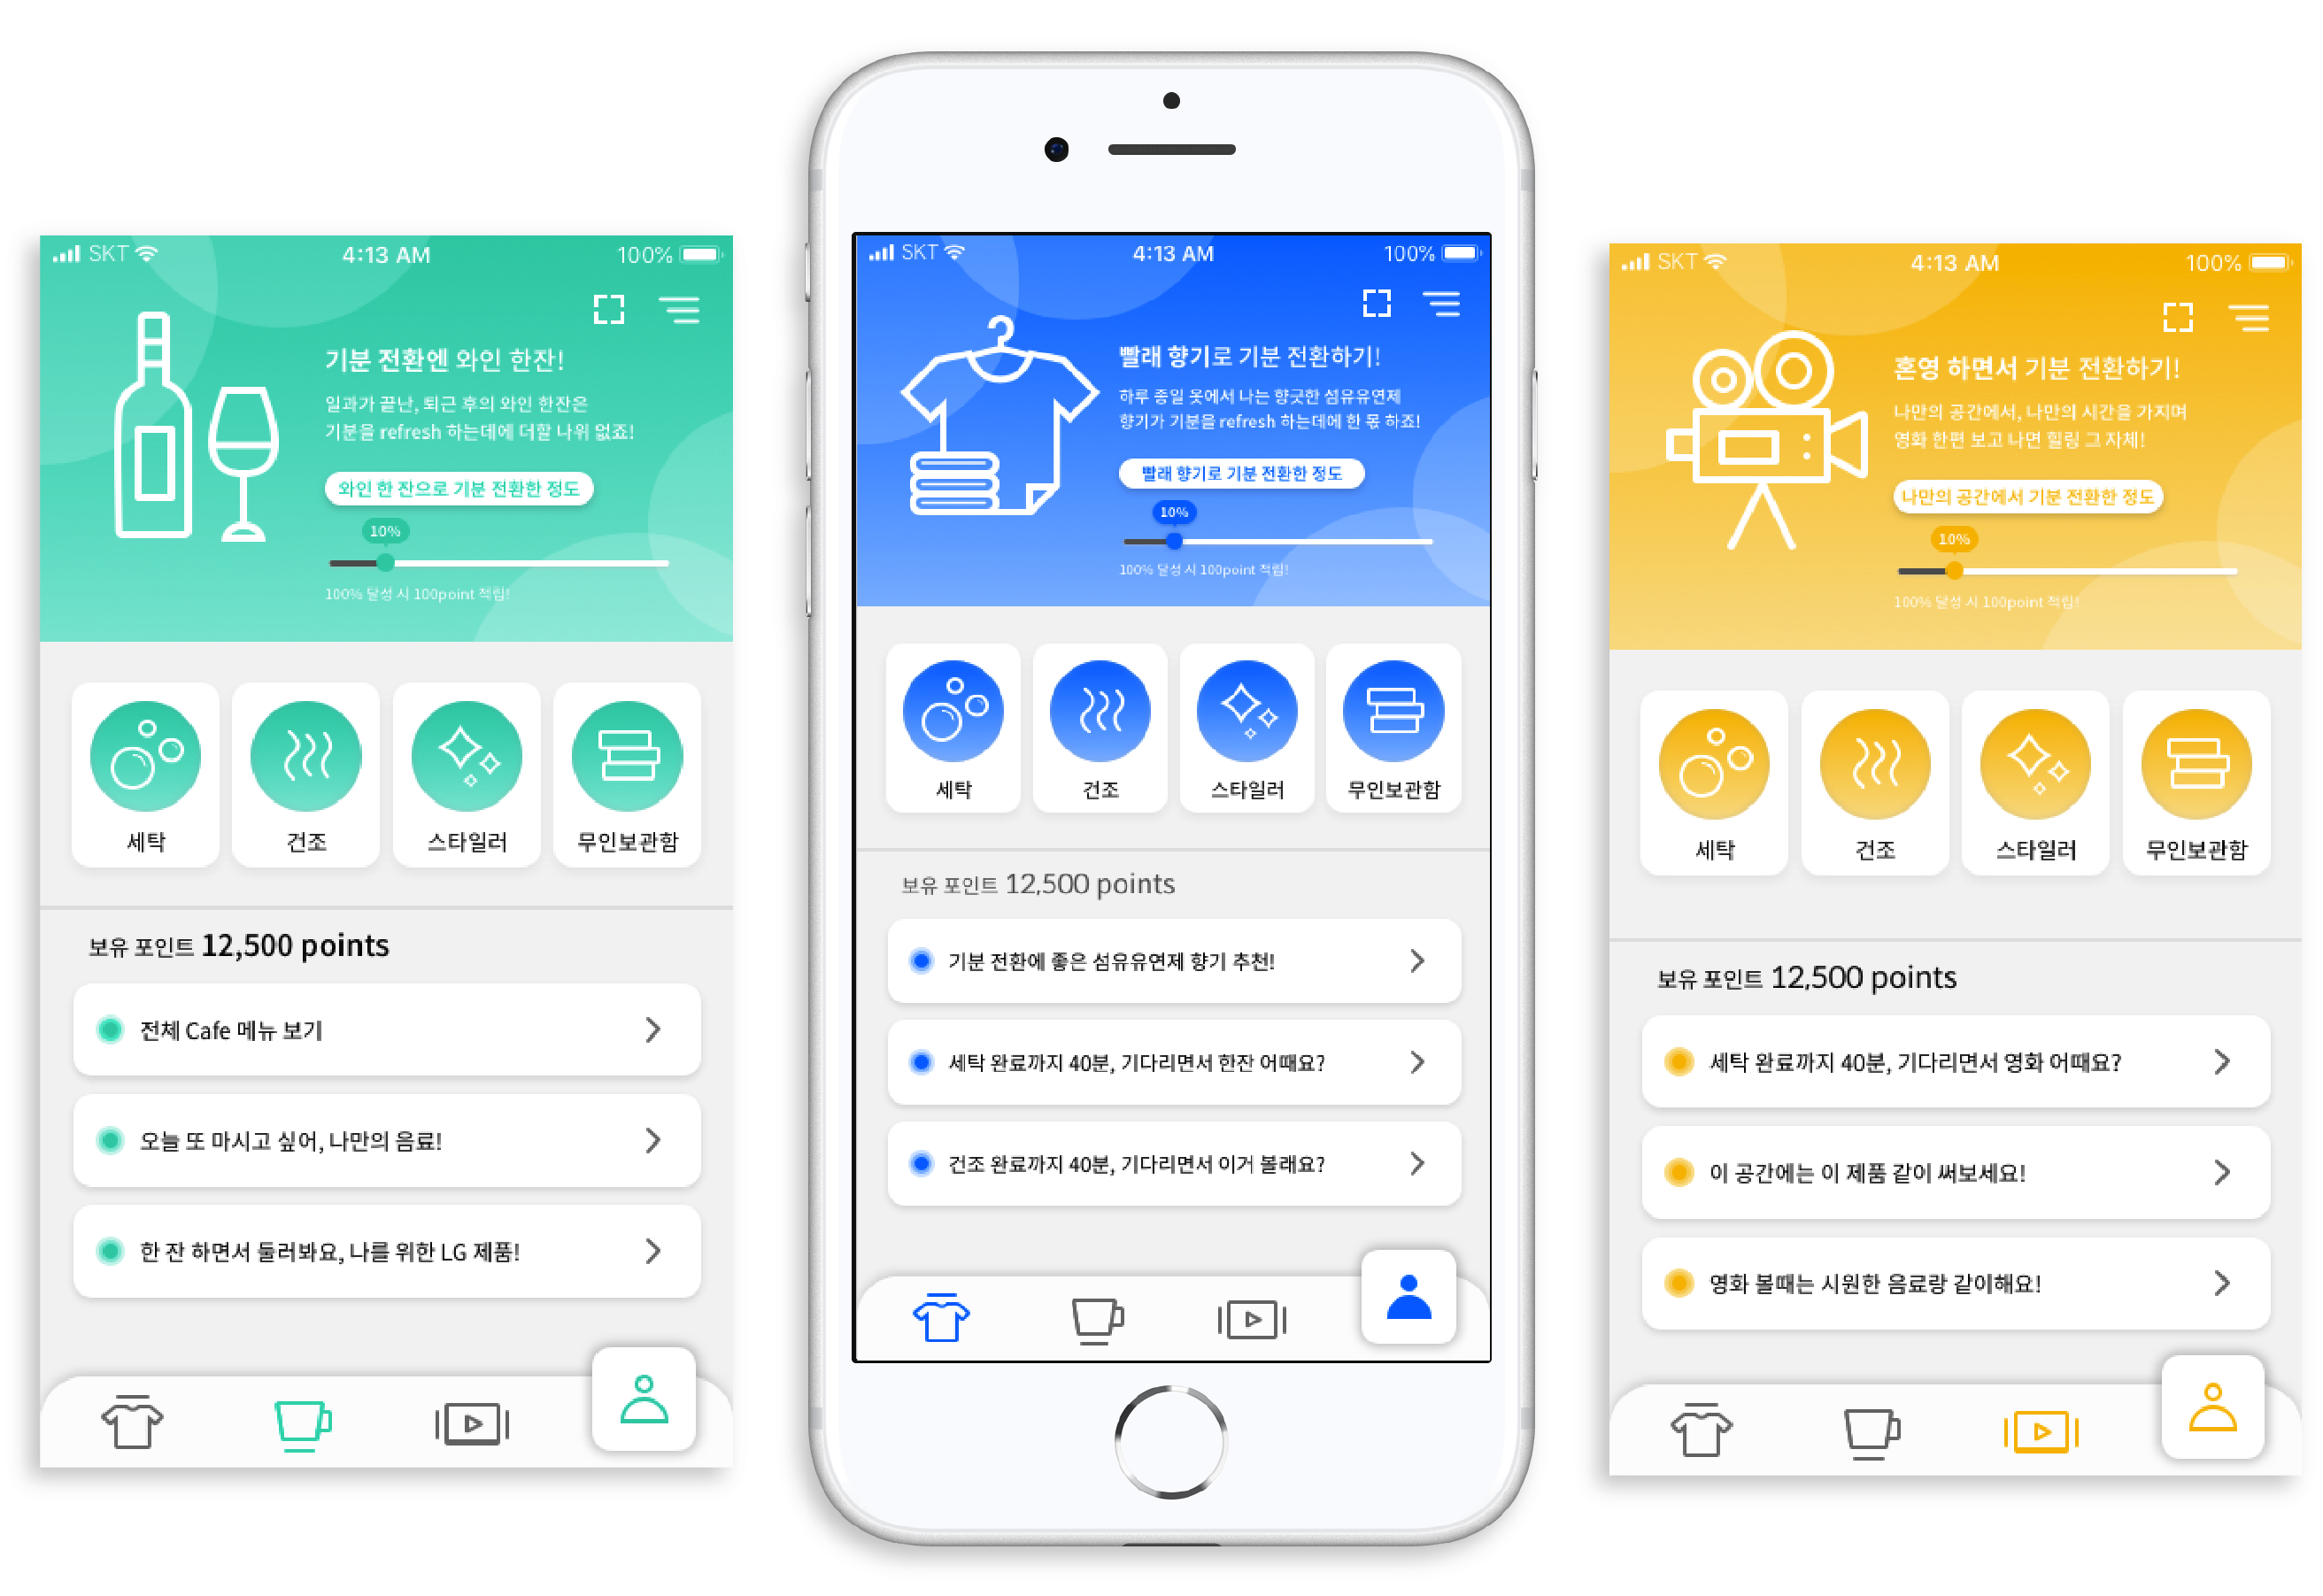 SKT
4:13 AM
100%
기분 전환엔 와인 한잔!
일과가 끝난, 퇴근 후의 와인 한잔은
기분을 refresh 하는데에 더할 나위 없죠!
와인 한 잔으로 기분 전환한 정도
10%
100% 달성 시 100point 적립!
세탁
건조
스타일러
무인보관함
보유 포인트 12,500 points
전체 Cafe 메뉴 보기
오늘 또 마시고 싶어, 나만의 음료!
한 잔 하면서 둘러봐요, 나를 위한 LG 제품!
SKT
4:13 AM
100%
빨래 향기로 기분 전환하기!
하루 종일 옷에서 나는 향긋한 섬유유연제
향기가 기분을 refresh 하는데에 한 몫 하죠!
빨래 향기로 기분 전환한 정도
10%
100% 달성 시 100point 적립!
세탁
건조
스타일러
무인보관함
보유 포인트 12,500 points
기분 전환에 좋은 섬유유연제 향기 추천!
세탁 완료까지 40분, 기다리면서 한잔 어때요?
건조 완료까지 40분, 기다리면서 이거 볼래요?
SKT
4:13 AM
100%
혼영 하면서 기분 전환하기!
나만의 공간에서, 나만의 시간을 가지며
영화 한편 보고 나면 힐링 그 자체!
나만의 공간에서 기분 전환한 정도
10%
100% 달성 시 100point 적립!
세탁
건조
스타일러
무인보관함
보유 포인트 12,500 points
세탁 완료까지 40분, 기다리면서 영화 어때요?
이 공간에는 이 제품 같이 써보세요!
영화 볼때는 시원한 음료랑 같이해요!